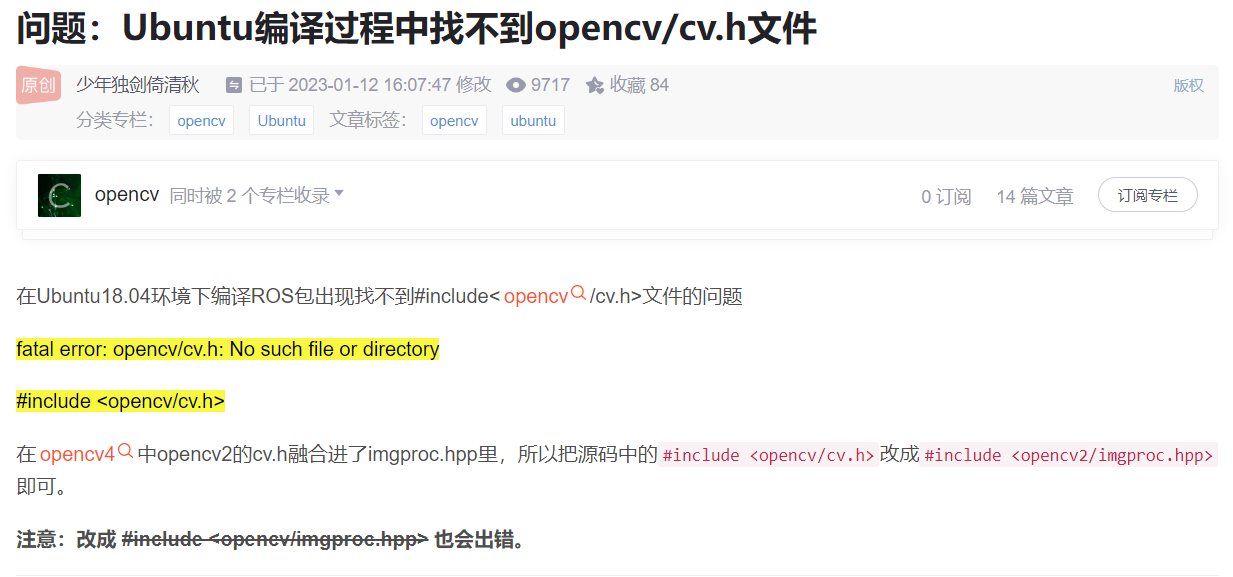 问题：Ubuntu编译过程中找不到opencv/cv.h文件
原创 少年独剑倚清秋 已于 2023-01-12 16:07:47 修改 9717 收藏 84 版权
分类专栏： opencv Ubuntu 文章标签： opencv ubuntu
opencv 同时被 2 个专栏收录 0 订阅 14 篇文章 订阅专栏
在Ubuntu18.04环境下编译ROS包出现找不到#include< opencv /cv.h>文件的问题
fatal error: opencv/cv.h: No such file or directory
#include <opencv/cv.h>
在 opencv4 中opencv2的cv.h融合进了imgproc.hpp里，所以把源码中的 #include <opencv/cv.h> 改成 #include <opencv2/imgproc.hpp>
即可。
注意：改成 #include <opencv/imgproc.hpp> 也会出错。